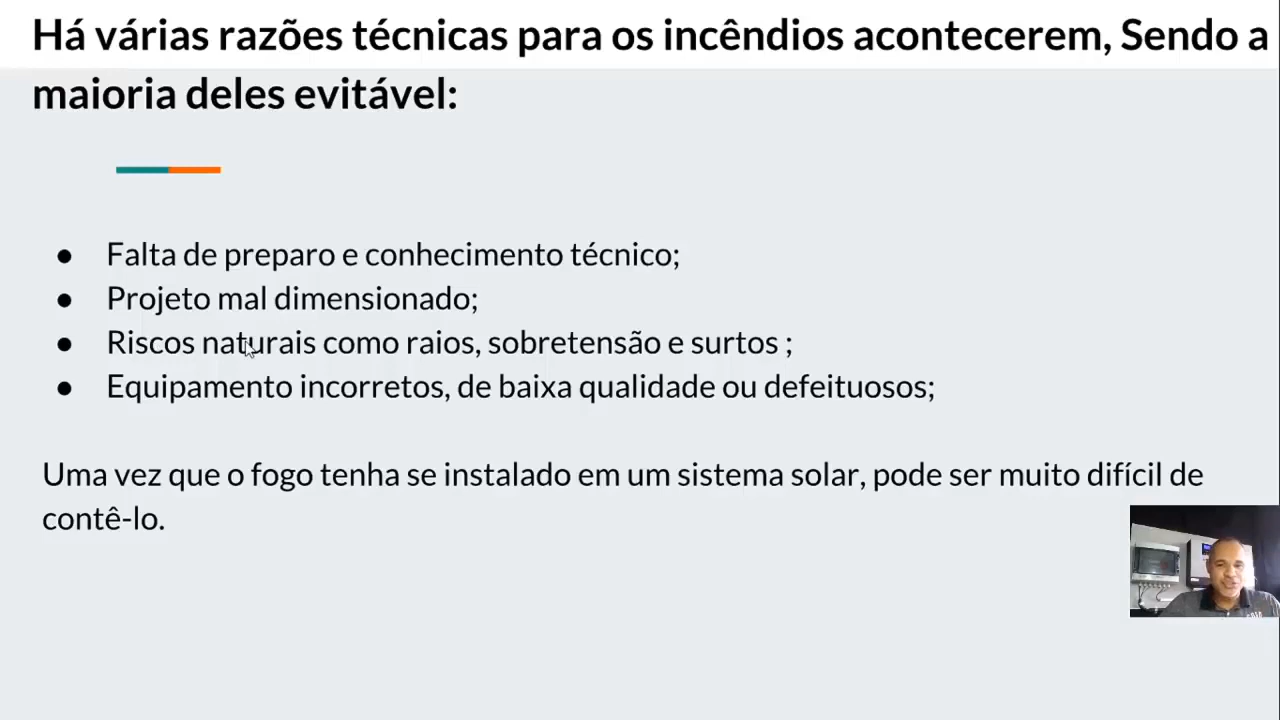 Há várias razões técnicas para os incêndios acontecerem, Sendo a
maioria deles evitável:
● Falta de preparo e conhecimento técnico;
● Projeto mal dimensionado;
● Riscos naturais como raios, sobretensão e surtos ;
● Equipamento incorretos, de baixa qualidade ou defeituosos;
Uma vez que o fogo tenha se instalado em um sistema solar, pode ser muito difícil de
contê-lo.